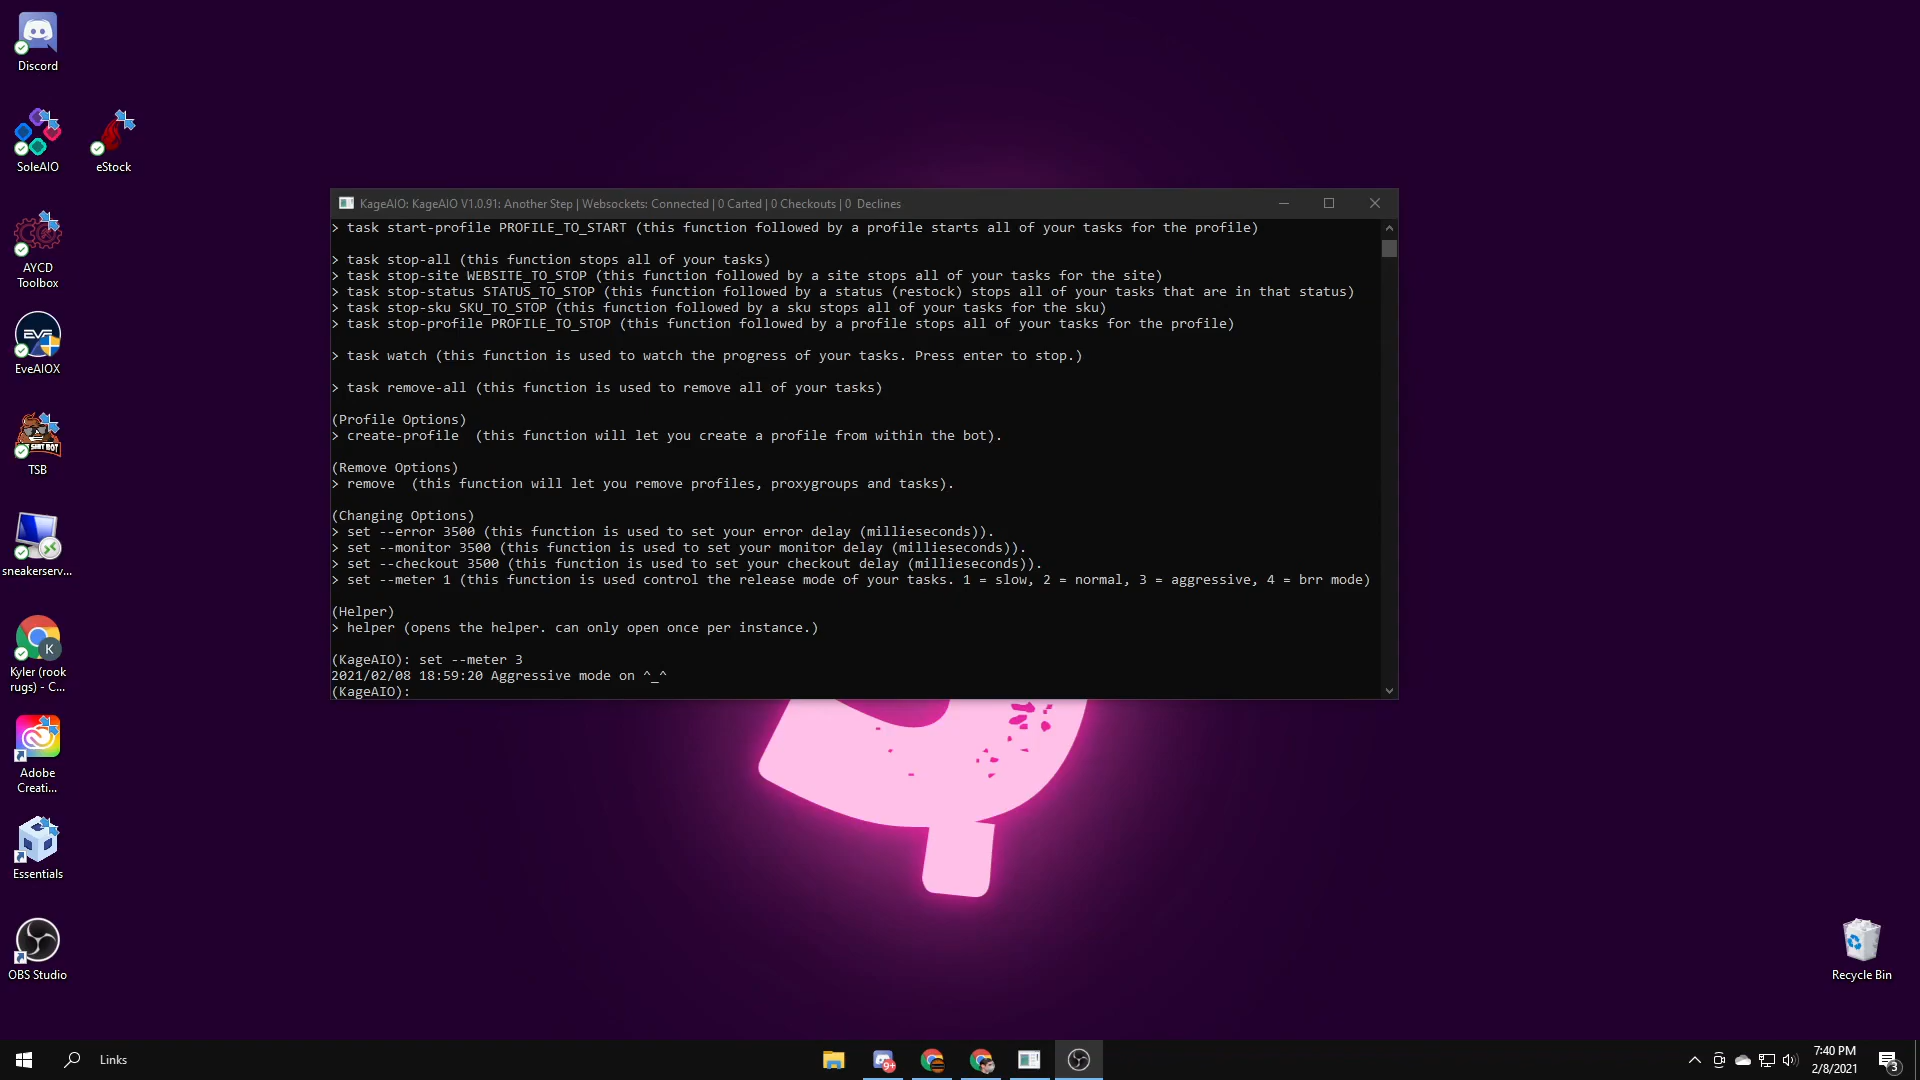 Discord
SoleAIO
eStock
AYCD
Toolbox
EVE
EveAIOX
TSB
sneakerserv...
K
Kyler (rook
rugs) - C...
Adobe
Creati...
Essentials
OBS Studio
KageAIO: KageAIO V1.0.91: Another Step | Websockets: Connected | 0 Carted | 0 Checkouts | 0  Declines
> task start-profile PROFILE_TO_START (this function followed by a profile starts all of your tasks for the profile)
> task stop-all (this function stops all of your tasks)
> task stop-site WEBSITE_TO_STOP (this function followed by a site stops all of your tasks for the site)
> task stop-status STATUS_TO_STOP (this function followed by a status (restock) stops all of your tasks that are in that status)
> task stop-sku SKU_TO_STOP (this function followed by a sku stops all of your tasks for the sku)
> task stop-profile PROFILE_TO_STOP (this function followed by a profile stops all of your tasks for the profile)
> task watch (this function is used to watch the progress of your tasks. Press enter to stop.)
> task remove-all (this function is used to remove all of your tasks)
(Profile Options)
> create-profile  (this function will let you create a profile from within the bot).
(Remove Options)
> remove  (this function will let you remove profiles, proxygroups and tasks).
(Changing Options)
> set --error 3500 (this function is used to set your error delay (millieseconds)).
> set --monitor 3500 (this function is used to set your monitor delay (millieseconds)).
> set --checkout 3500 (this function is used to set your checkout delay (millieseconds)).
> set --meter 1 (this function is used control the release mode of your tasks. 1 = slow, 2 = normal, 3 = aggressive, 4 = brr mode)
(Helper)
> helper (opens the helper. can only open once per instance.)
(KageAIO): set --meter 3
2021/02/08 18:59:20 Aggressive mode on ^_^
(KageAIO):
Recycle Bin
Links
9+
7:40 PM
2/8/2021
3